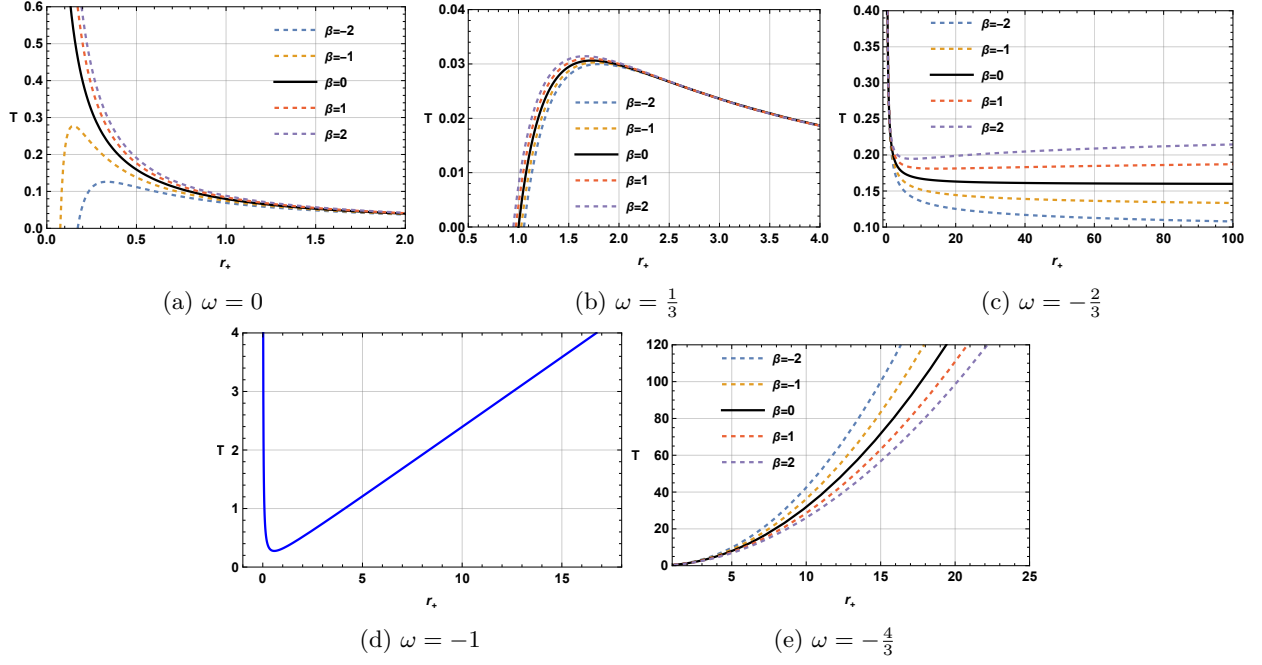 0.6
0.5
0.4
T 0.3
0.2
0.1
0.0
0.0 0.5 1.0 1.5 2.0
r₊
β=-2
β=-1
β=0
β=1
β=2
(a) ω = 0
0.04
0.03
T 0.02
0.01
0.00
0.5 1.0 1.5 2.0 2.5 3.0 3.5 4.0
r₊
β=-2
β=-1
β=0
β=1
β=2
(b) ω = 1/3
0.40
0.35
0.30
T 0.25
0.20
0.15
0.10
0 20 40 60 80 100
r₊
β=-2
β=-1
β=0
β=1
β=2
(c) ω = −2/3
4
3
T 2
1
0
0 5 10 15
r₊
(d) ω = −1
120
100
80
T 60
40
20
0
5 10 15 20 25
r₊
β=-2
β=-1
β=0
β=1
β=2
(e) ω = −4/3